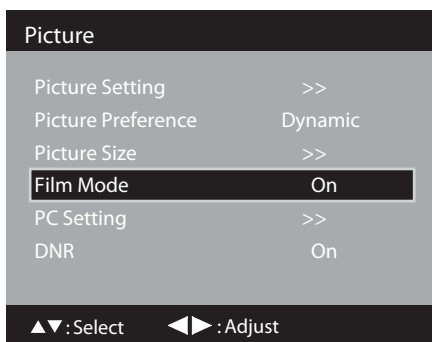 Picture
Picture Setting >>
Picture Preference Dynamic
Picture Size >>
Film Mode On
PC Setting >>
DNR On
▲▼: Select ◀▶: Adjust